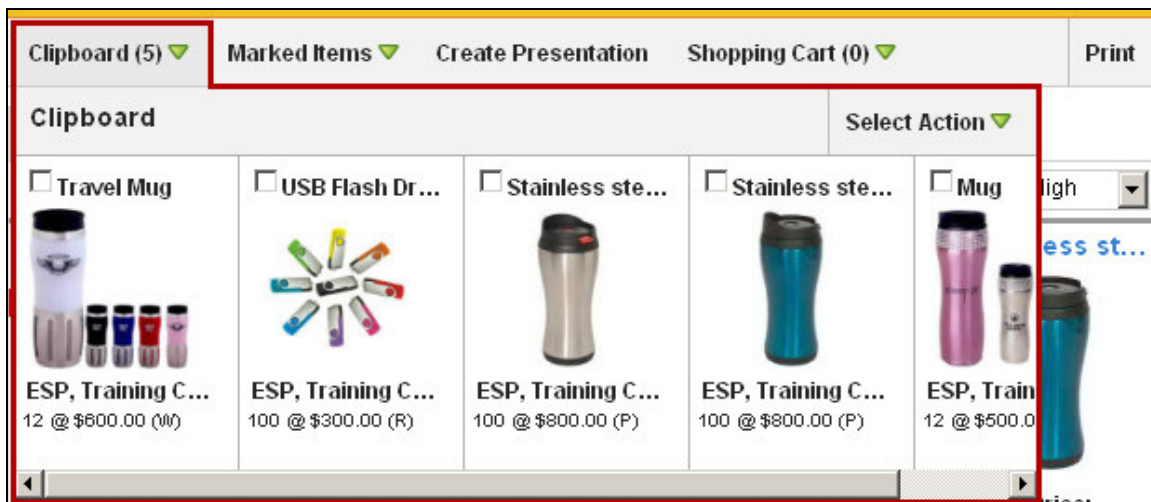 Clipboard (5) Marked Items Create Presentation Shopping Cart (0) Print
Clipboard Select Action
Travel Mug USB Flash Dr... Stainless ste... Stainless ste... Mug
ess st...
ESP, Training C... ESP, Training C... ESP, Training C... ESP, Training C... ESP, Train
12 @ $600.00 (W) 100 @ $300.00 (R) 100 @ $800.00 (P) 100 @ $800.00 (P) 12 @ $500.0